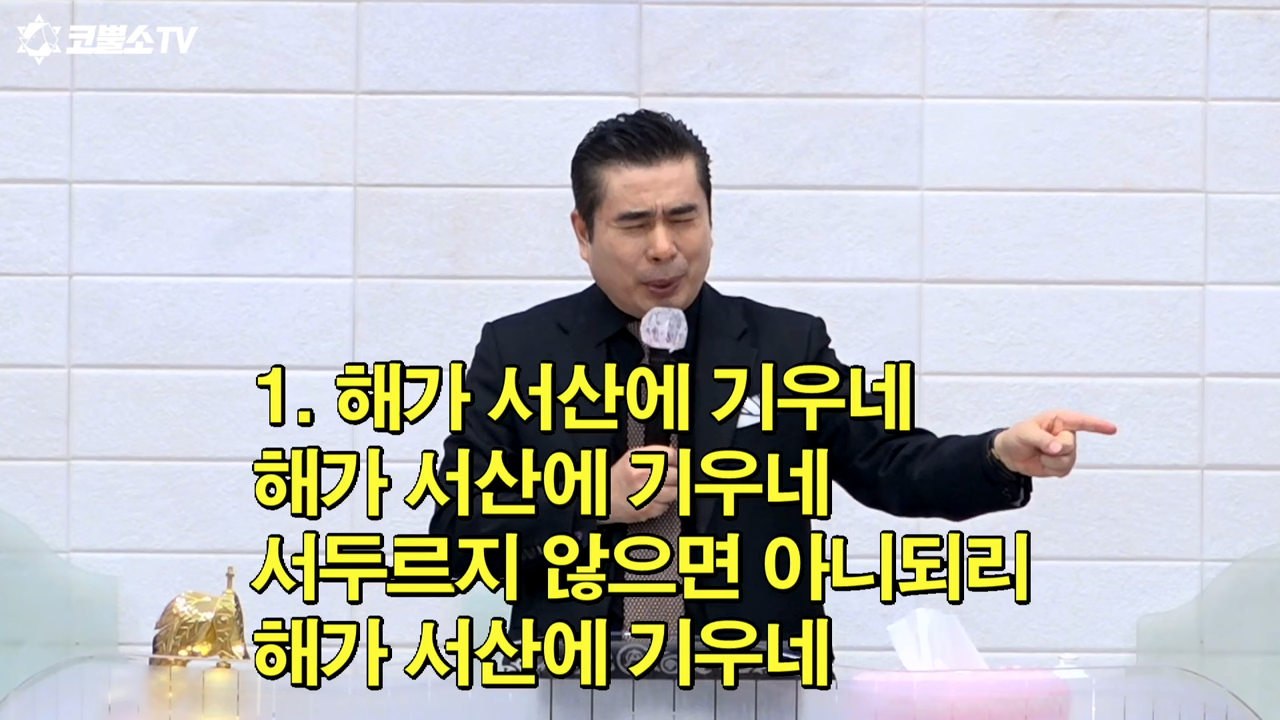 코뿔소TV
1. 해가 서산에 기우네
해가 서산에 기우네
서두르지 않으면 아니되리
해가 서산에 기우네